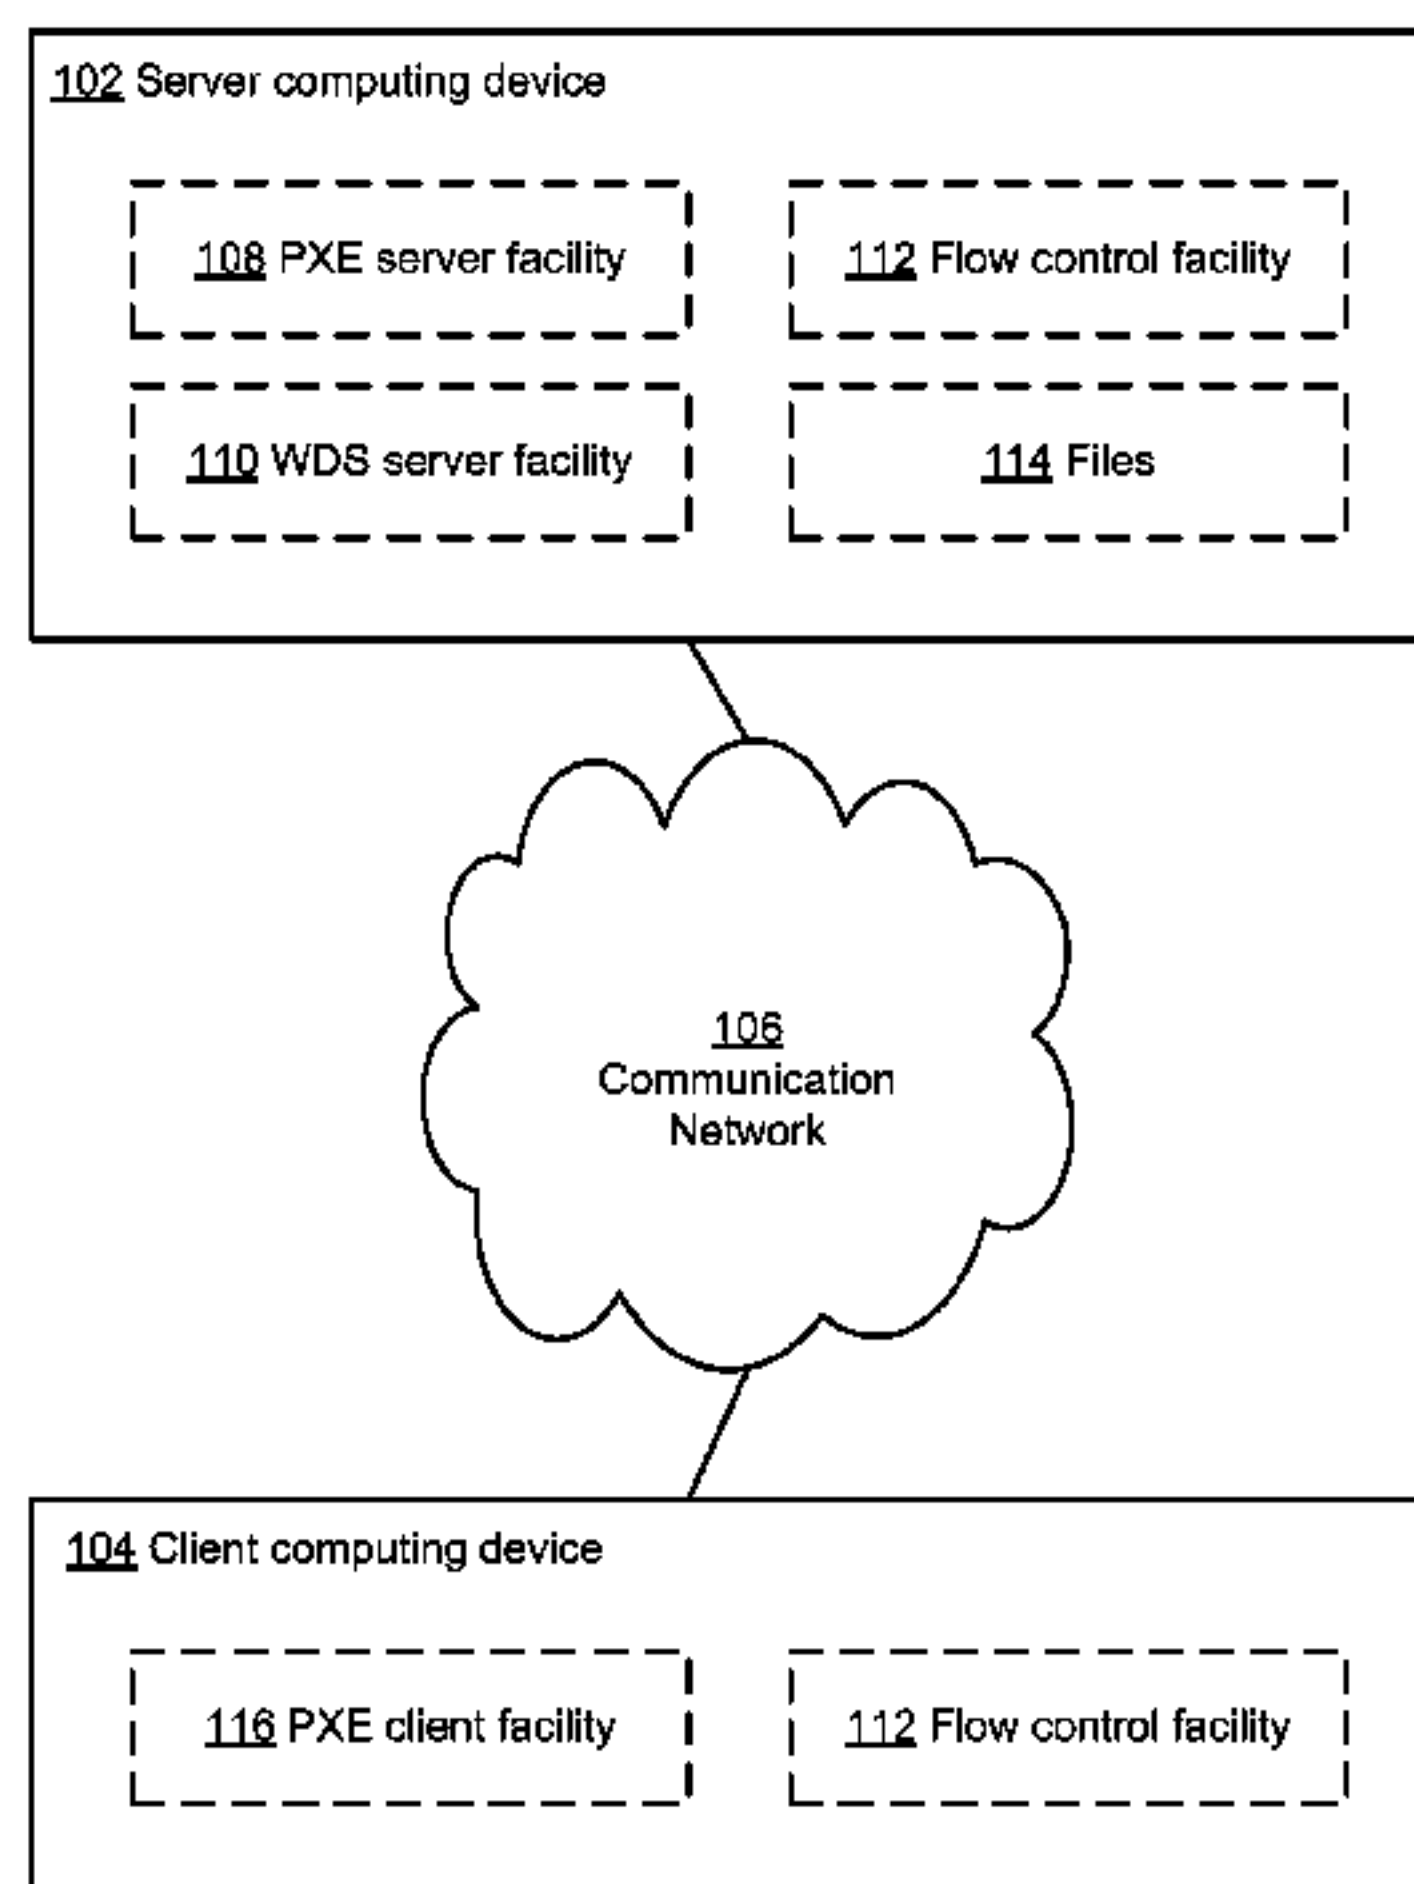 102 Server computing device
108 PXE server facility
112 Flow control facility
110 WDS server facility
114 Files
106
Communication
Network
104 Client computing device
116 PXE client facility
112 Flow control facility